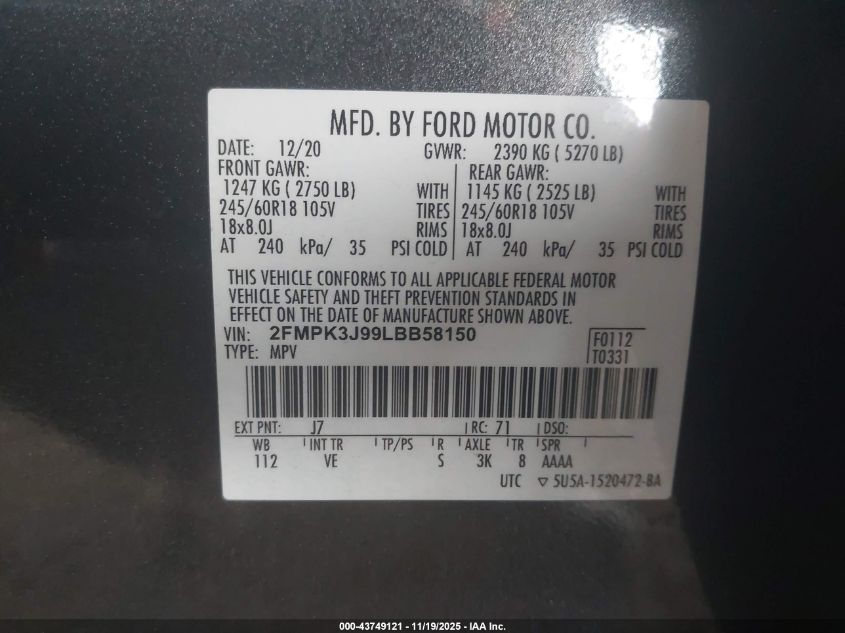 MFD. BY FORD MOTOR CO.
DATE: 12/20 GVWR: 2390 KG ( 5270 LB)
FRONT GAWR: REAR GAWR:
1247 KG ( 2750 LB) WITH 1145 KG ( 2525 LB) WITH
245/60R18 105V TIRES 245/60R18 105V TIRES
18x8.0J RIMS 18x8.0J RIMS
AT 240 kPa/ 35 PSI COLD AT 240 kPa/ 35 PSI COLD
THIS VEHICLE CONFORMS TO ALL APPLICABLE FEDERAL MOTOR
VEHICLE SAFETY AND THEFT PREVENTION STANDARDS IN
EFFECT ON THE DATE OF MANUFACTURE SHOWN ABOVE.
VIN: 2FMPK3J99LBB58150 F0112
TYPE: MPV T0331
EXT PNT: J7 RC: 71 DSO:
WB INT TR TP/PS R AXLE TR SPR
112 VE S 3K 8 AAAA
UTC ▽ 5U5A-1520472-BA
000-43749121 - 11/19/2025 - IAA Inc.